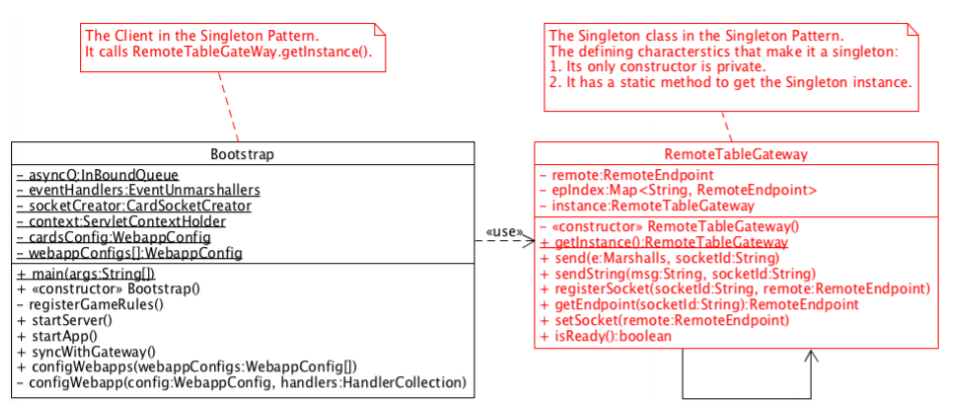 The Client in the Singleton Pattern.
It calls RemoteTableGateWay.getInstance().
The Singleton class in the Singleton Pattern.
The defining characterstics that make it a singleton:
1. Its only constructor is private.
2. It has a static method to get the Singleton instance.
Bootstrap
- asyncQ:InBoundQueue
- eventHandlers:EventUnmarshallers
- socketCreator:CardSocketCreator
- context:ServletContextHolder
- cardsConfig:WebappConfig
- webappConfigs[]:WebappConfig
+ main(args:String[])
+ «constructor» Bootstrap()
- registerGameRules()
+ startServer()
+ startApp()
+ syncWithGateway()
+ configWebapps(webappConfigs:WebappConfig[])
- configWebapp(config:WebappConfig, handlers:HandlerCollection)
«use»
RemoteTableGateway
- remote:RemoteEndpoint
- epIndex:Map<String, RemoteEndpoint>
- instance:RemoteTableGateway
- «constructor» RemoteTableGateway()
+ getInstance():RemoteTableGateway
+ send(e:Marshalls, socketId:String)
+ sendString(msg:String, socketId:String)
+ registerSocket(socketId:String, remote:RemoteEndpoint)
+ getEndpoint(socketId:String):RemoteEndpoint
+ setSocket(remote:RemoteEndpoint)
+ isReady():boolean